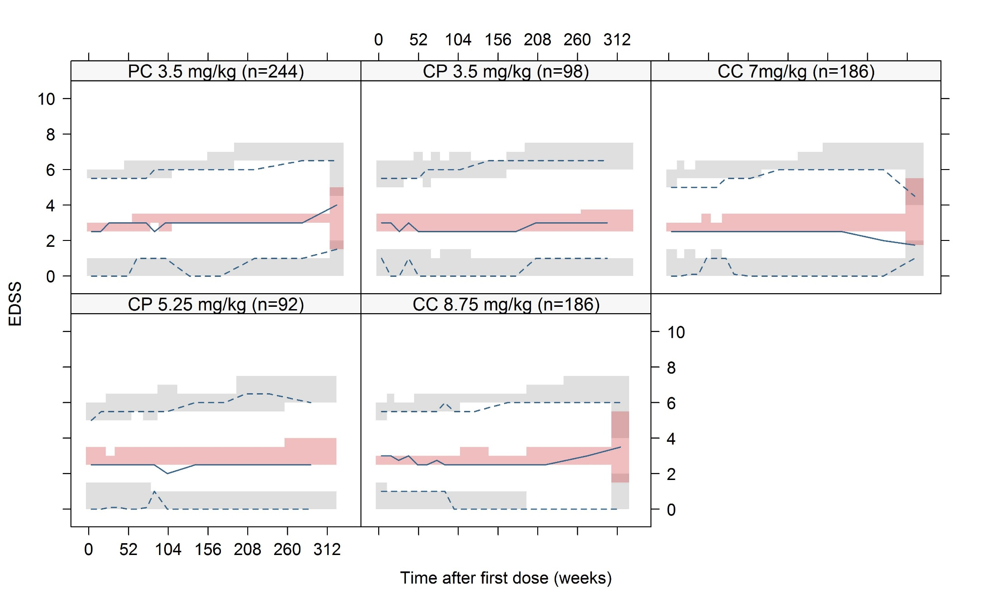 0 52 104 156 208 260 312
PC 3.5 mg/kg (n=244)
CP 3.5 mg/kg (n=98)
CC 7mg/kg (n=186)
10
8
6
4
2
0
EDSS
CP 5.25 mg/kg (n=92)
CC 8.75 mg/kg (n=186)
10
8
6
4
2
0
0 52 104 156 208 260 312
Time after first dose (weeks)